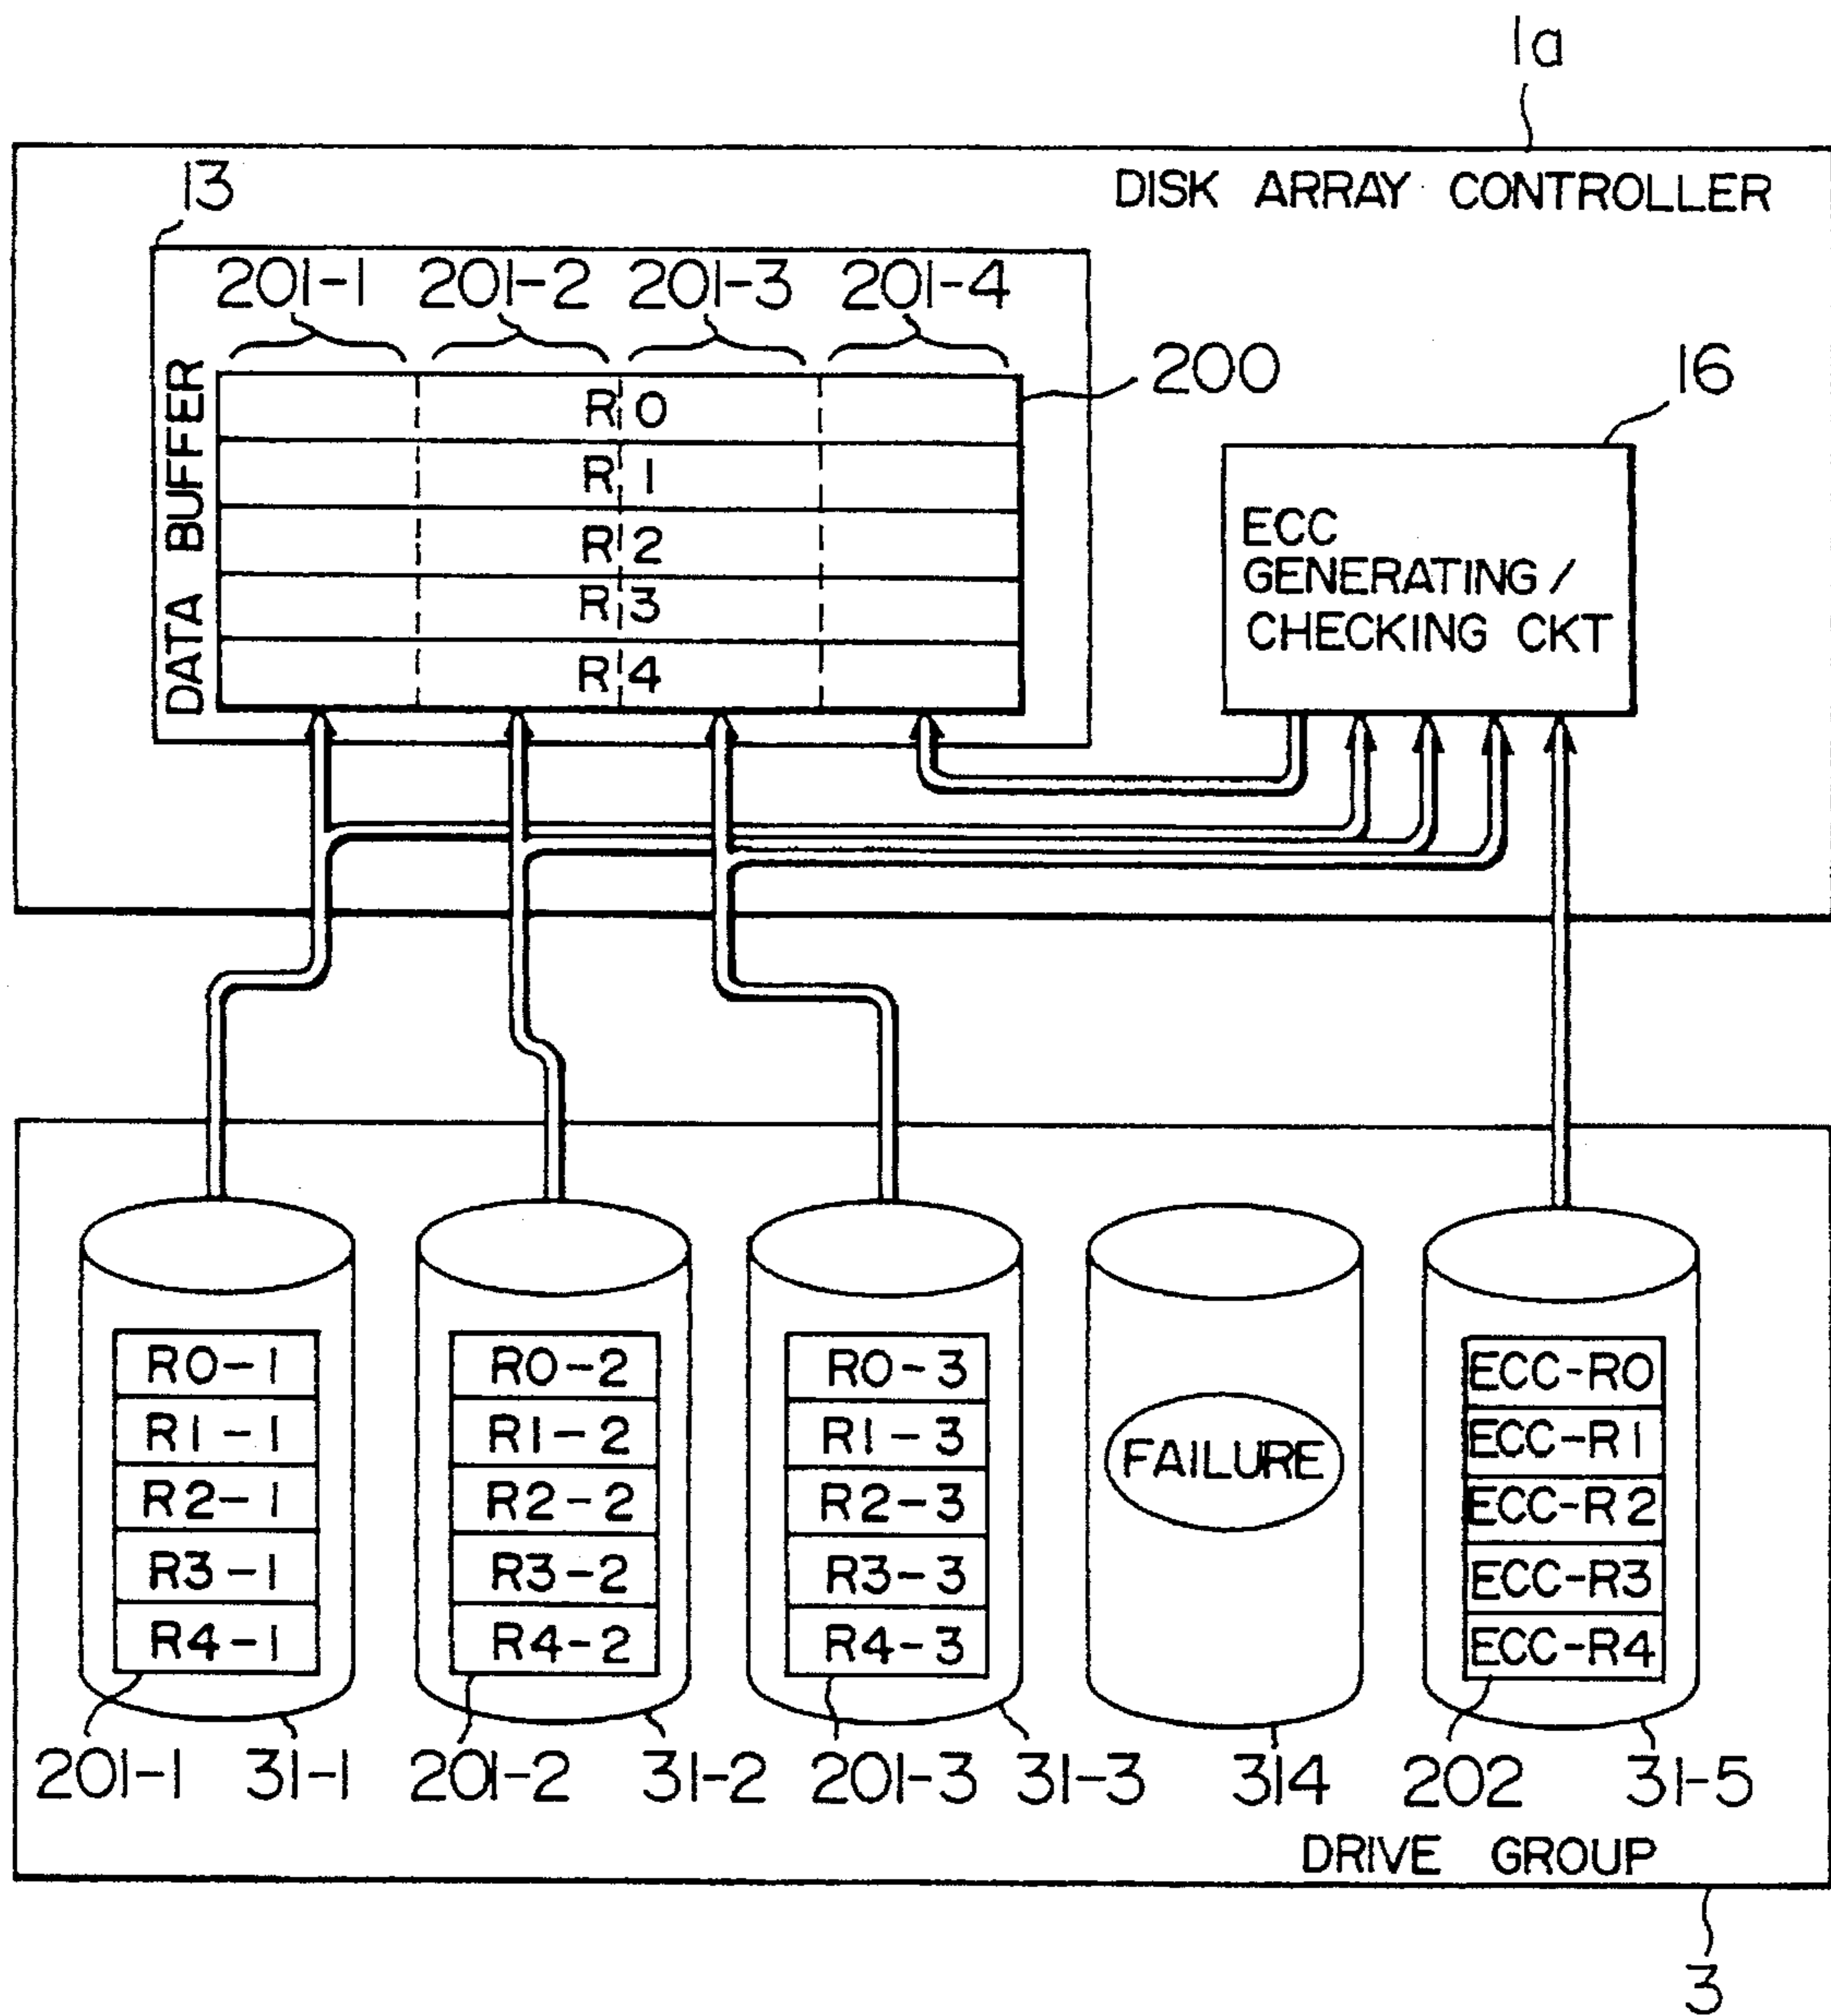 1a
DISK ARRAY CONTROLLER
13
201-1 201-2 201-3 201-4
200
16
DATA BUFFER
R0
R1
R2
R3
R4
ECC
GENERATING/
CHECKING CKT
R0-1
R1-1
R2-1
R3-1
R4-1
R0-2
R1-2
R2-2
R3-2
R4-2
R0-3
R1-3
R2-3
R3-3
R4-3
FAILURE
ECC-R0
ECC-R1
ECC-R2
ECC-R3
ECC-R4
201-1 31-1 201-2 31-2 201-3 31-3 314 202 31-5
DRIVE GROUP
3